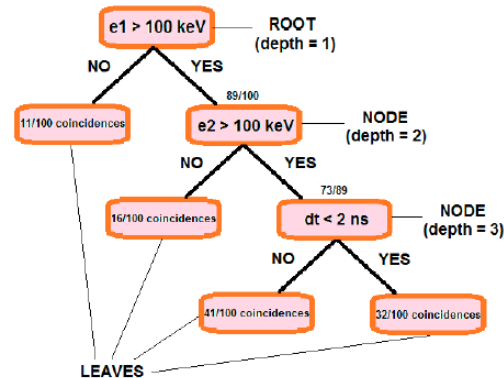 e1 > 100 keV
ROOT
(depth = 1)
NO
YES
89/100
11/100 coincidences
e2 > 100 keV
NODE
(depth = 2)
NO
YES
73/89
16/100 coincidences
dt < 2 ns
NODE
(depth = 3)
NO
YES
41/100 coincidences
32/100 coincidences
LEAVES